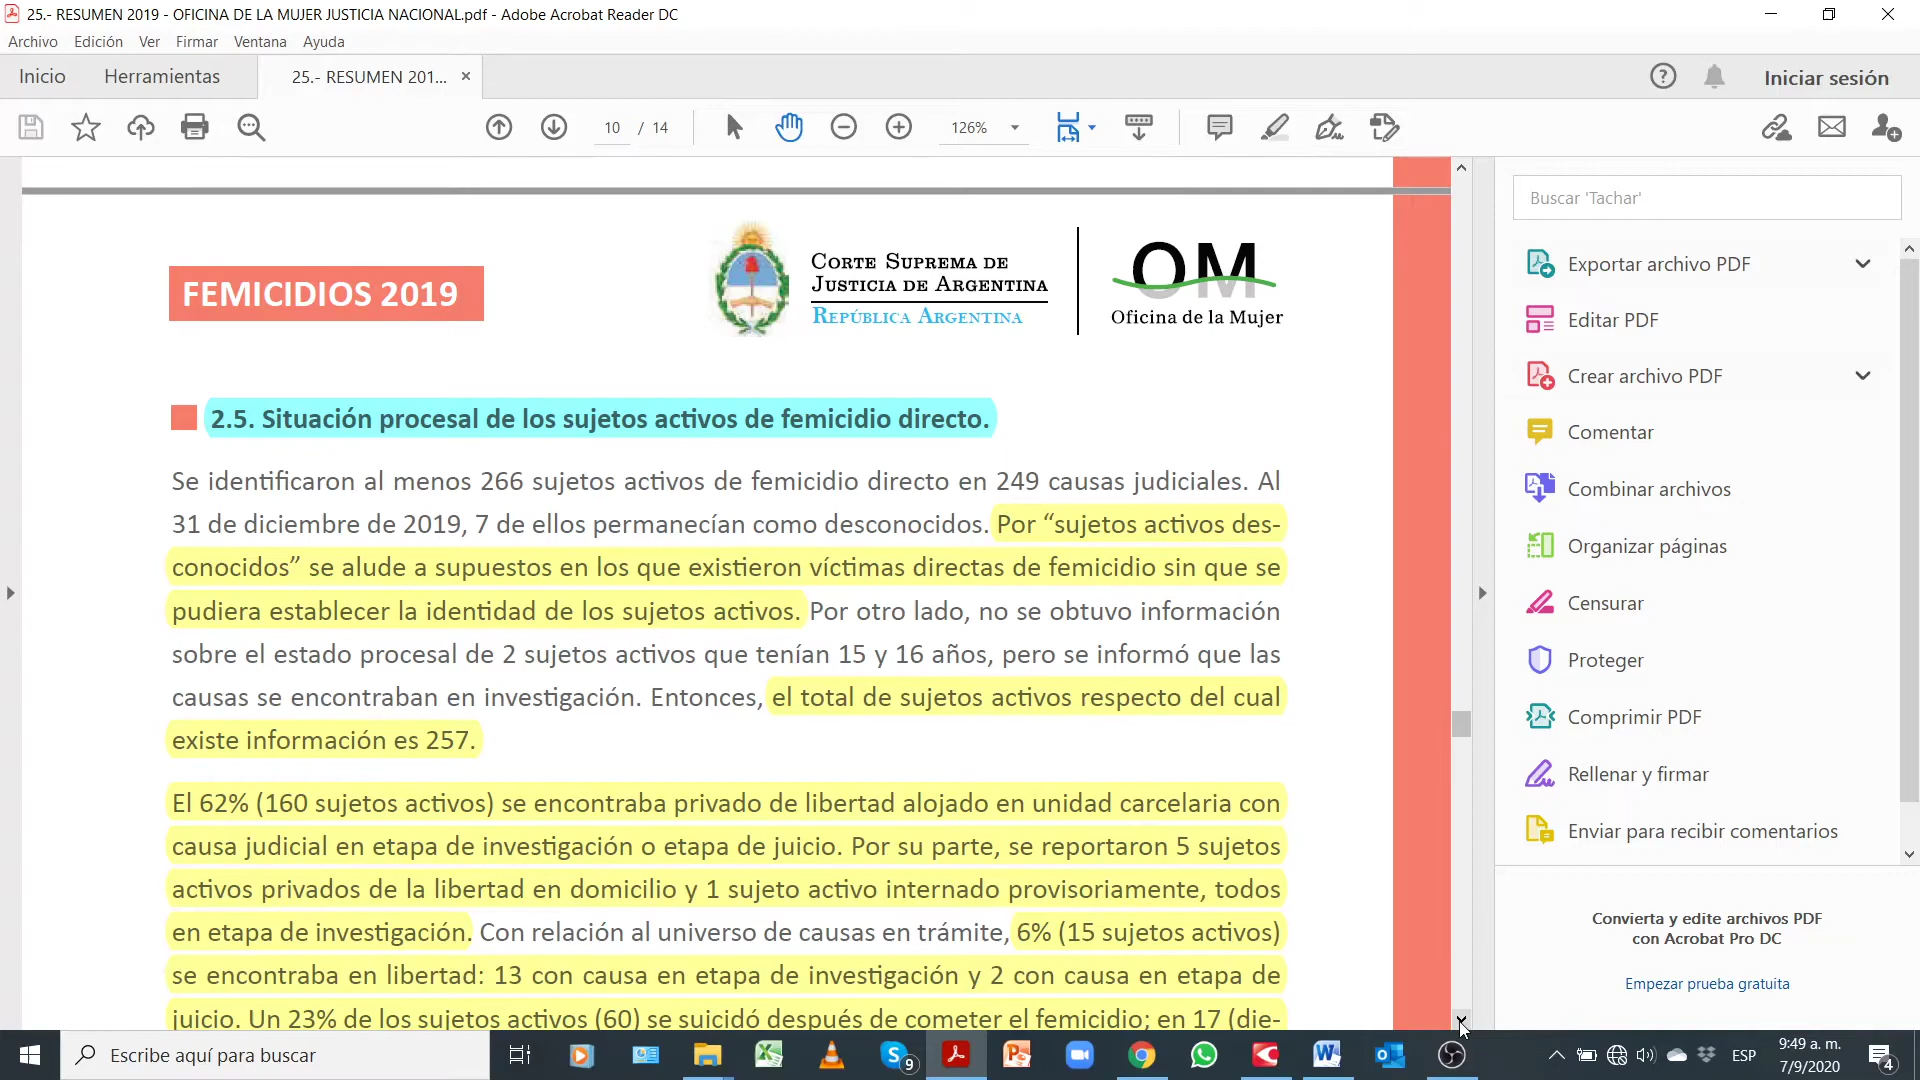 25.- RESUMEN 2019 - OFICINA DE LA MUJER JUSTICIA NACIONAL.pdf - Adobe Acrobat Reader DC
Archivo Edición Ver Firmar Ventana Ayuda
Inicio Herramientas 25.- RESUMEN 201... Iniciar sesión
10 / 14 126%
Buscar 'Tachar'
FEMICIDIOS 2019
CORTE SUPREMA DE
JUSTICIA DE ARGENTINA
REPÚBLICA ARGENTINA
OM
Oficina de la Mujer
2.5. Situación procesal de los sujetos activos de femicidio directo.
Se identificaron al menos 266 sujetos activos de femicidio directo en 249 causas judiciales. Al
31 de diciembre de 2019, 7 de ellos permanecían como desconocidos. Por “sujetos activos des-
conocidos” se alude a supuestos en los que existieron víctimas directas de femicidio sin que se
pudiera establecer la identidad de los sujetos activos. Por otro lado, no se obtuvo información
sobre el estado procesal de 2 sujetos activos que tenían 15 y 16 años, pero se informó que las
causas se encontraban en investigación. Entonces, el total de sujetos activos respecto del cual
existe información es 257.
El 62% (160 sujetos activos) se encontraba privado de libertad alojado en unidad carcelaria con
causa judicial en etapa de investigación o etapa de juicio. Por su parte, se reportaron 5 sujetos
activos privados de la libertad en domicilio y 1 sujeto activo internado provisoriamente, todos
en etapa de investigación. Con relación al universo de causas en trámite, 6% (15 sujetos activos)
se encontraba en libertad: 13 con causa en etapa de investigación y 2 con causa en etapa de
juicio. Un 23% de los sujetos activos (60) se suicidó después de cometer el femicidio; en 17 (die-
Exportar archivo PDF
Editar PDF
Crear archivo PDF
Comentar
Combinar archivos
Organizar páginas
Censurar
Proteger
Comprimir PDF
Rellenar y firmar
Enviar para recibir comentarios
Convierta y edite archivos PDF
con Acrobat Pro DC
Empezar prueba gratuita
Escribe aquí para buscar
9
ESP
9:49 a. m.
7/9/2020
4